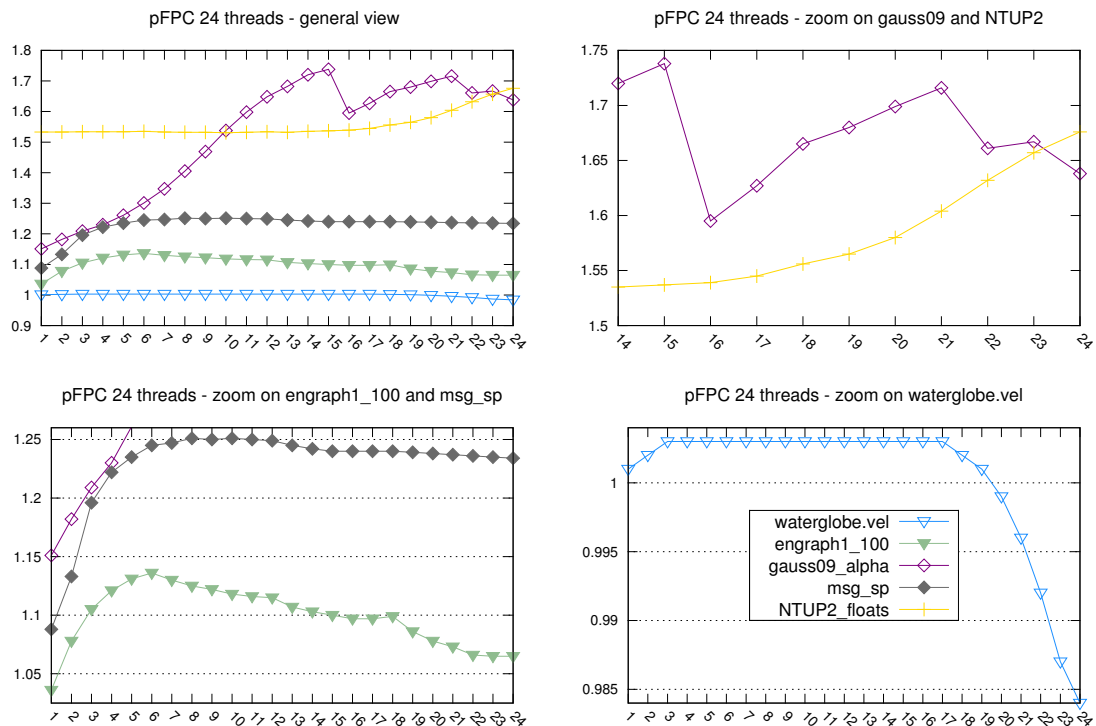 pFPC 24 threads - general view
1.8
1.7
1.6
1.5
1.4
1.3
1.2
1.1
1
0.9
1 2 3 4 5 6 7 8 9 10 11 12 13 14 15 16 17 18 19 20 21 22 23 24
pFPC 24 threads - zoom on gauss09 and NTUP2
1.75
1.7
1.65
1.6
1.55
1.5
14 15 16 17 18 19 20 21 22 23 24
pFPC 24 threads - zoom on engraph1_100 and msg_sp
1.25
1.2
1.15
1.1
1.05
1 2 3 4 5 6 7 8 9 10 11 12 13 14 15 16 17 18 19 20 21 22 23 24
pFPC 24 threads - zoom on waterglobe.vel
1
0.995
0.99
0.985
waterglobe.vel
engraph1_100
gauss09_alpha
msg_sp
NTUP2_floats
1 2 3 4 5 6 7 8 9 10 11 12 13 14 15 16 17 18 19 20 21 22 23 24